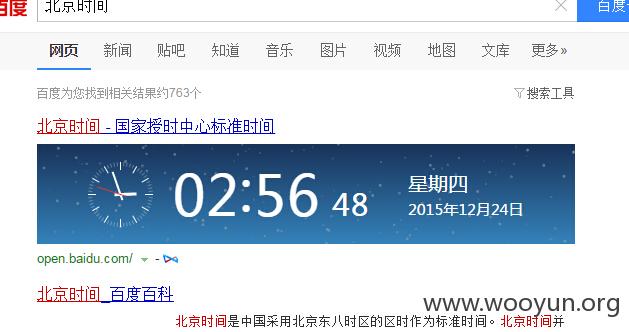 百度 北京时间 百度一
网页 新闻 贴吧 知道 音乐 图片 视频 地图 文库 更多»
百度为您找到相关结果约763个 搜索工具
北京时间 - 国家授时中心标准时间
02:56 48 星期四
2015年12月24日
open.baidu.com/ -
北京时间_百度百科
www.wooyun.org
北京时间是中国采用北京东八时区的区时作为标准时间。北京时间并